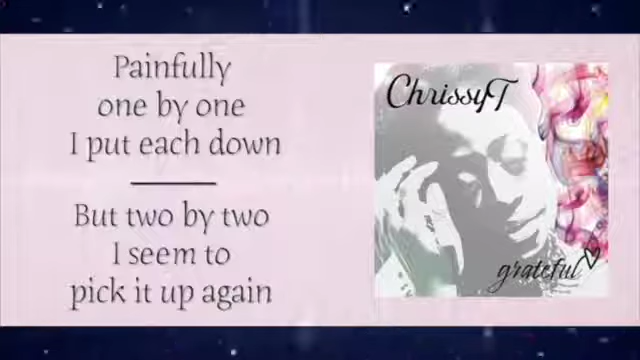 Painfully
one by one
I put each down
But two by two
I seem to
pick it up again
ChrissyT
grateful